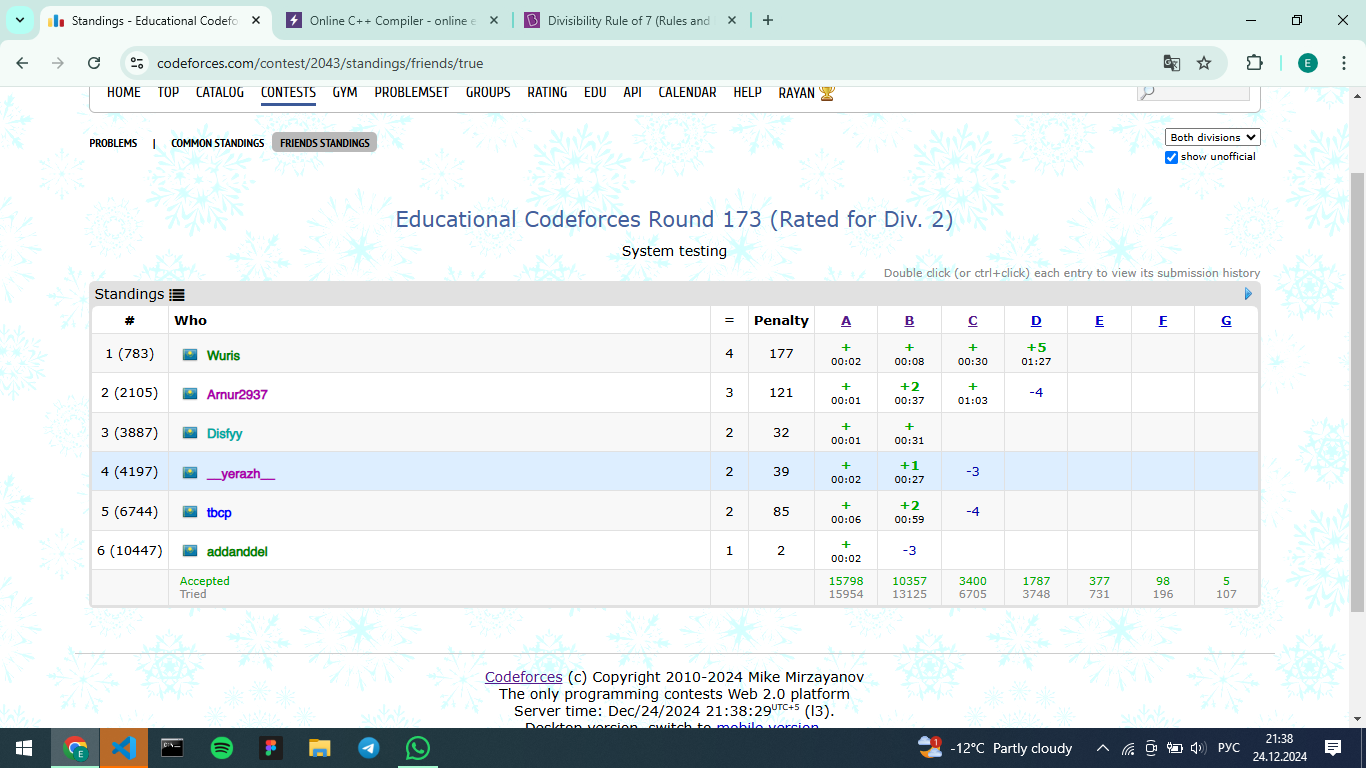 Standings - Educational Codefo
Online C++ Compiler - online e
Divisibility Rule of 7 (Rules and
codeforces.com/contest/2043/standings/friends/true
E
HOME TOP CATALOG CONTESTS GYM PROBLEMSET GROUPS RATING EDU API CALENDAR HELP RAYAN
PROBLEMS | COMMON STANDINGS FRIENDS STANDINGS
Both divisions
show unofficial
Educational Codeforces Round 173 (Rated for Div. 2)
System testing
Double click (or ctrl+click) each entry to view its submission history
Standings
# Who = Penalty A B C D E F G
1 (783) Wuris 4 177 + + + +5
00:02 00:08 00:30 01:27
2 (2105) Arnur2937 3 121 + +2 + -4
00:01 00:37 01:03
3 (3887) Disfyy 2 32 + +
00:01 00:31
4 (4197) __yerazh__ 2 39 + +1 -3
00:02 00:27
5 (6744) tbcp 2 85 + +2 -4
00:06 00:59
6 (10447) addanddel 1 2 + -3
00:02
Accepted 15798 10357 3400 1787 377 98 5
Tried 15954 13125 6705 3748 731 196 107
Codeforces (c) Copyright 2010-2024 Mike Mirzayanov
The only programming contests Web 2.0 platform
Server time: Dec/24/2024 21:38:29UTC+5 (l3).
Desktop version, switch to mobile version.
E
1
-12°C Partly cloudy
РУС
21:38
24.12.2024